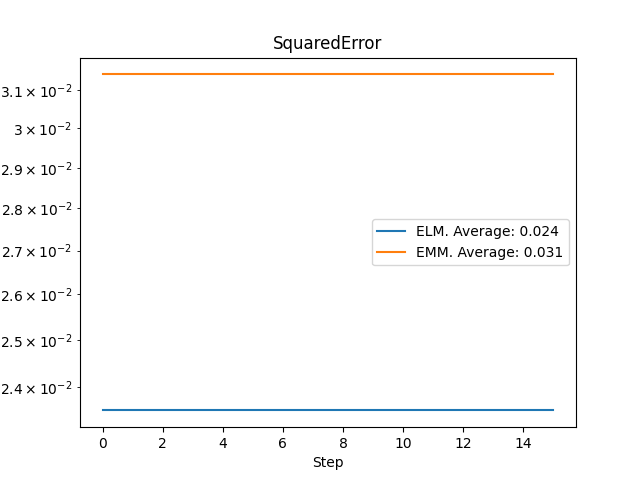 SquaredError
3.1 × 10⁻²
3 × 10⁻²
2.9 × 10⁻²
2.8 × 10⁻²
2.7 × 10⁻²
2.6 × 10⁻²
2.5 × 10⁻²
2.4 × 10⁻²
ELM. Average: 0.024
EMM. Average: 0.031
0 2 4 6 8 10 12 14
Step